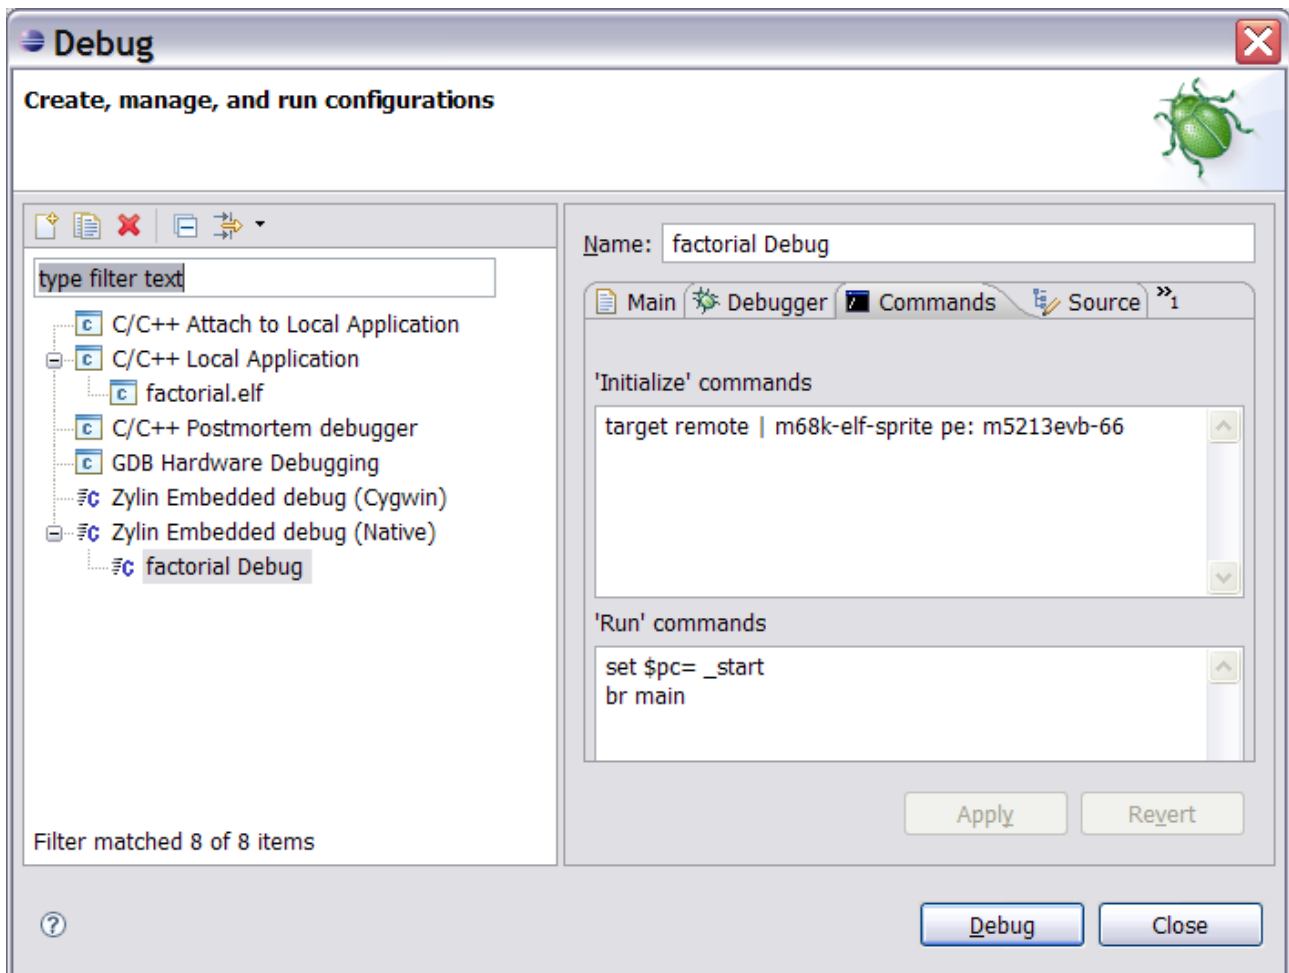 Debug
Create, manage, and run configurations
type filter text
C/C++ Attach to Local Application
C/C++ Local Application
factorial.elf
C/C++ Postmortem debugger
GDB Hardware Debugging
Zylin Embedded debug (Cygwin)
Zylin Embedded debug (Native)
factorial Debug
Filter matched 8 of 8 items
Name: factorial Debug
Main Debugger Commands Source »1
'Initialize' commands
target remote | m68k-elf-sprite pe: m5213evb-66
'Run' commands
set $pc= _start
br main
Apply Revert
Debug Close